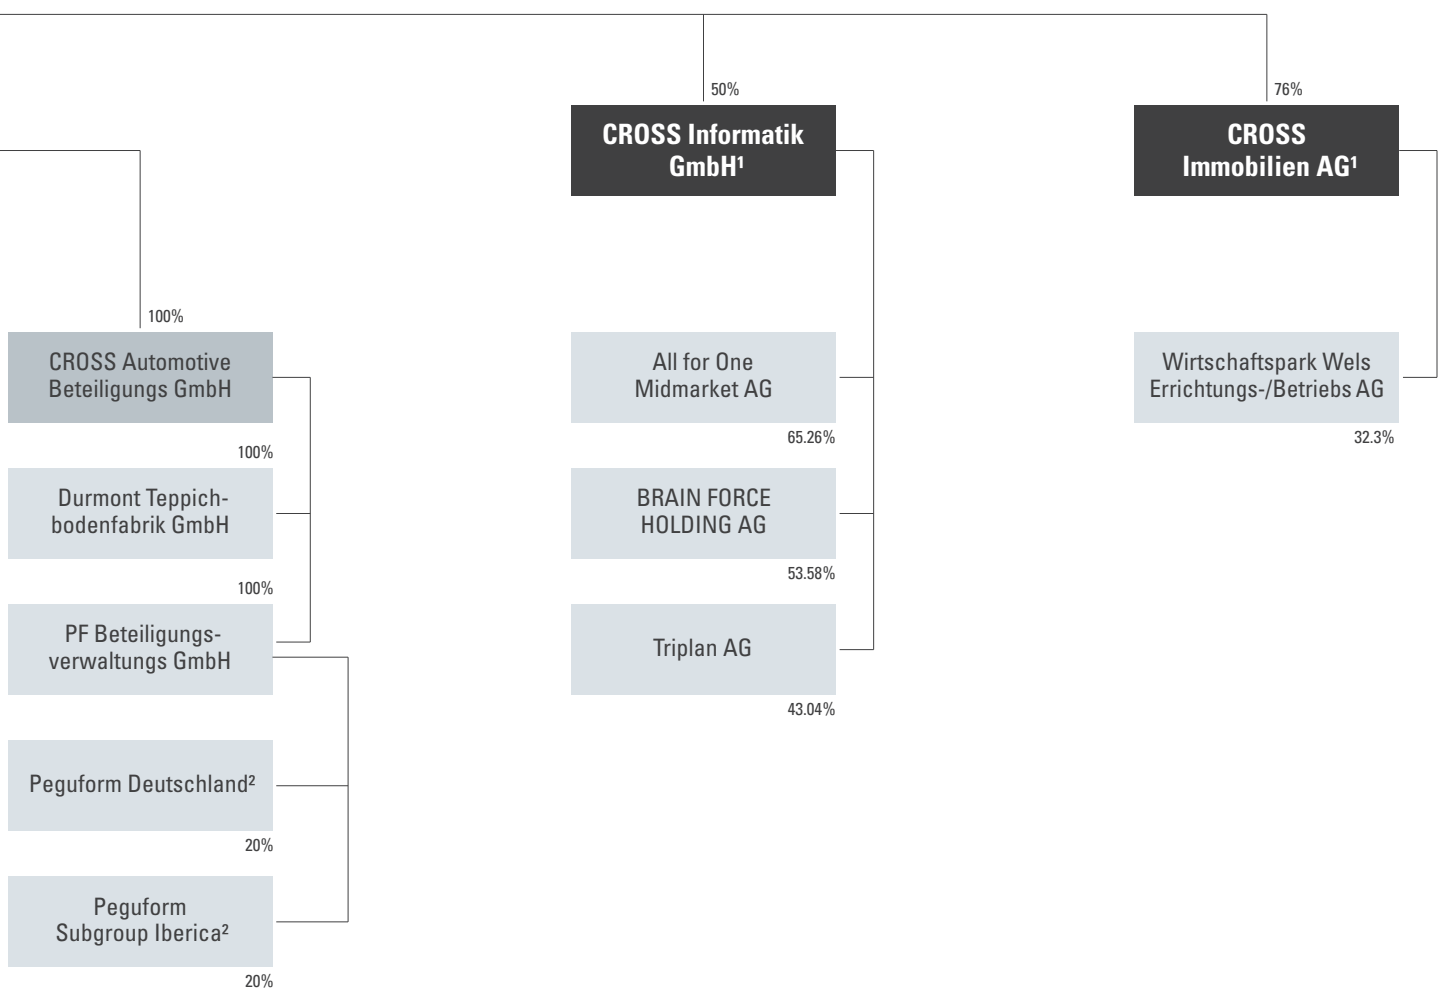 50%
CROSS Informatik
GmbH¹
76%
CROSS
Immobilien AG¹
100%
CROSS Automotive
Beteiligungs GmbH
100%
Durmont Teppich-
bodenfabrik GmbH
100%
PF Beteiligungs-
verwaltungs GmbH
Peguform Deutschland²
20%
Peguform
Subgroup Iberica²
20%
All for One
Midmarket AG
65.26%
BRAIN FORCE
HOLDING AG
53.58%
Triplan AG
43.04%
Wirtschaftspark Wels
Errichtungs-/Betriebs AG
32.3%